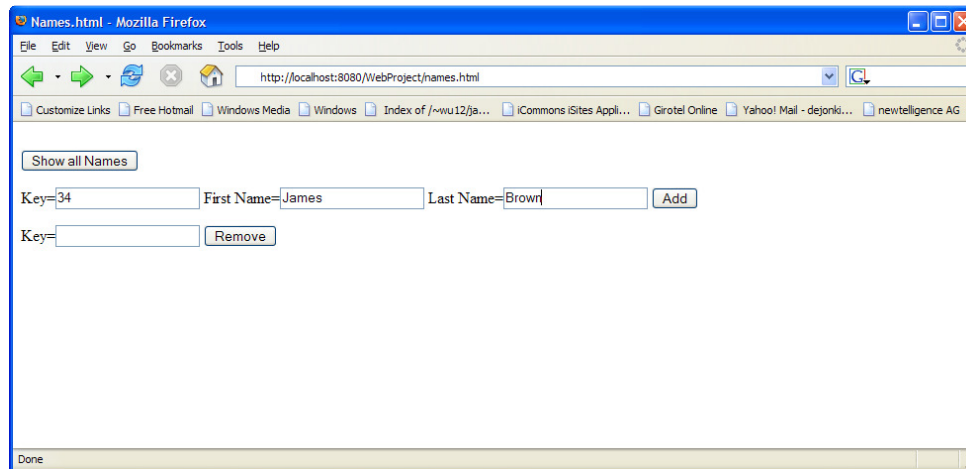 Names.html - Mozilla Firefox
File Edit View Go Bookmarks Tools Help
http://localhost:8080/WebProject/names.html
G
Customize Links Free Hotmail Windows Media Windows Index of /~wu12/ja... iCommons iSites Appli... Girotel Online Yahoo! Mail - dejonki... newtelligence AG
Show all Names
Key=34 First Name=James Last Name=Brown Add
Key= Remove
Done